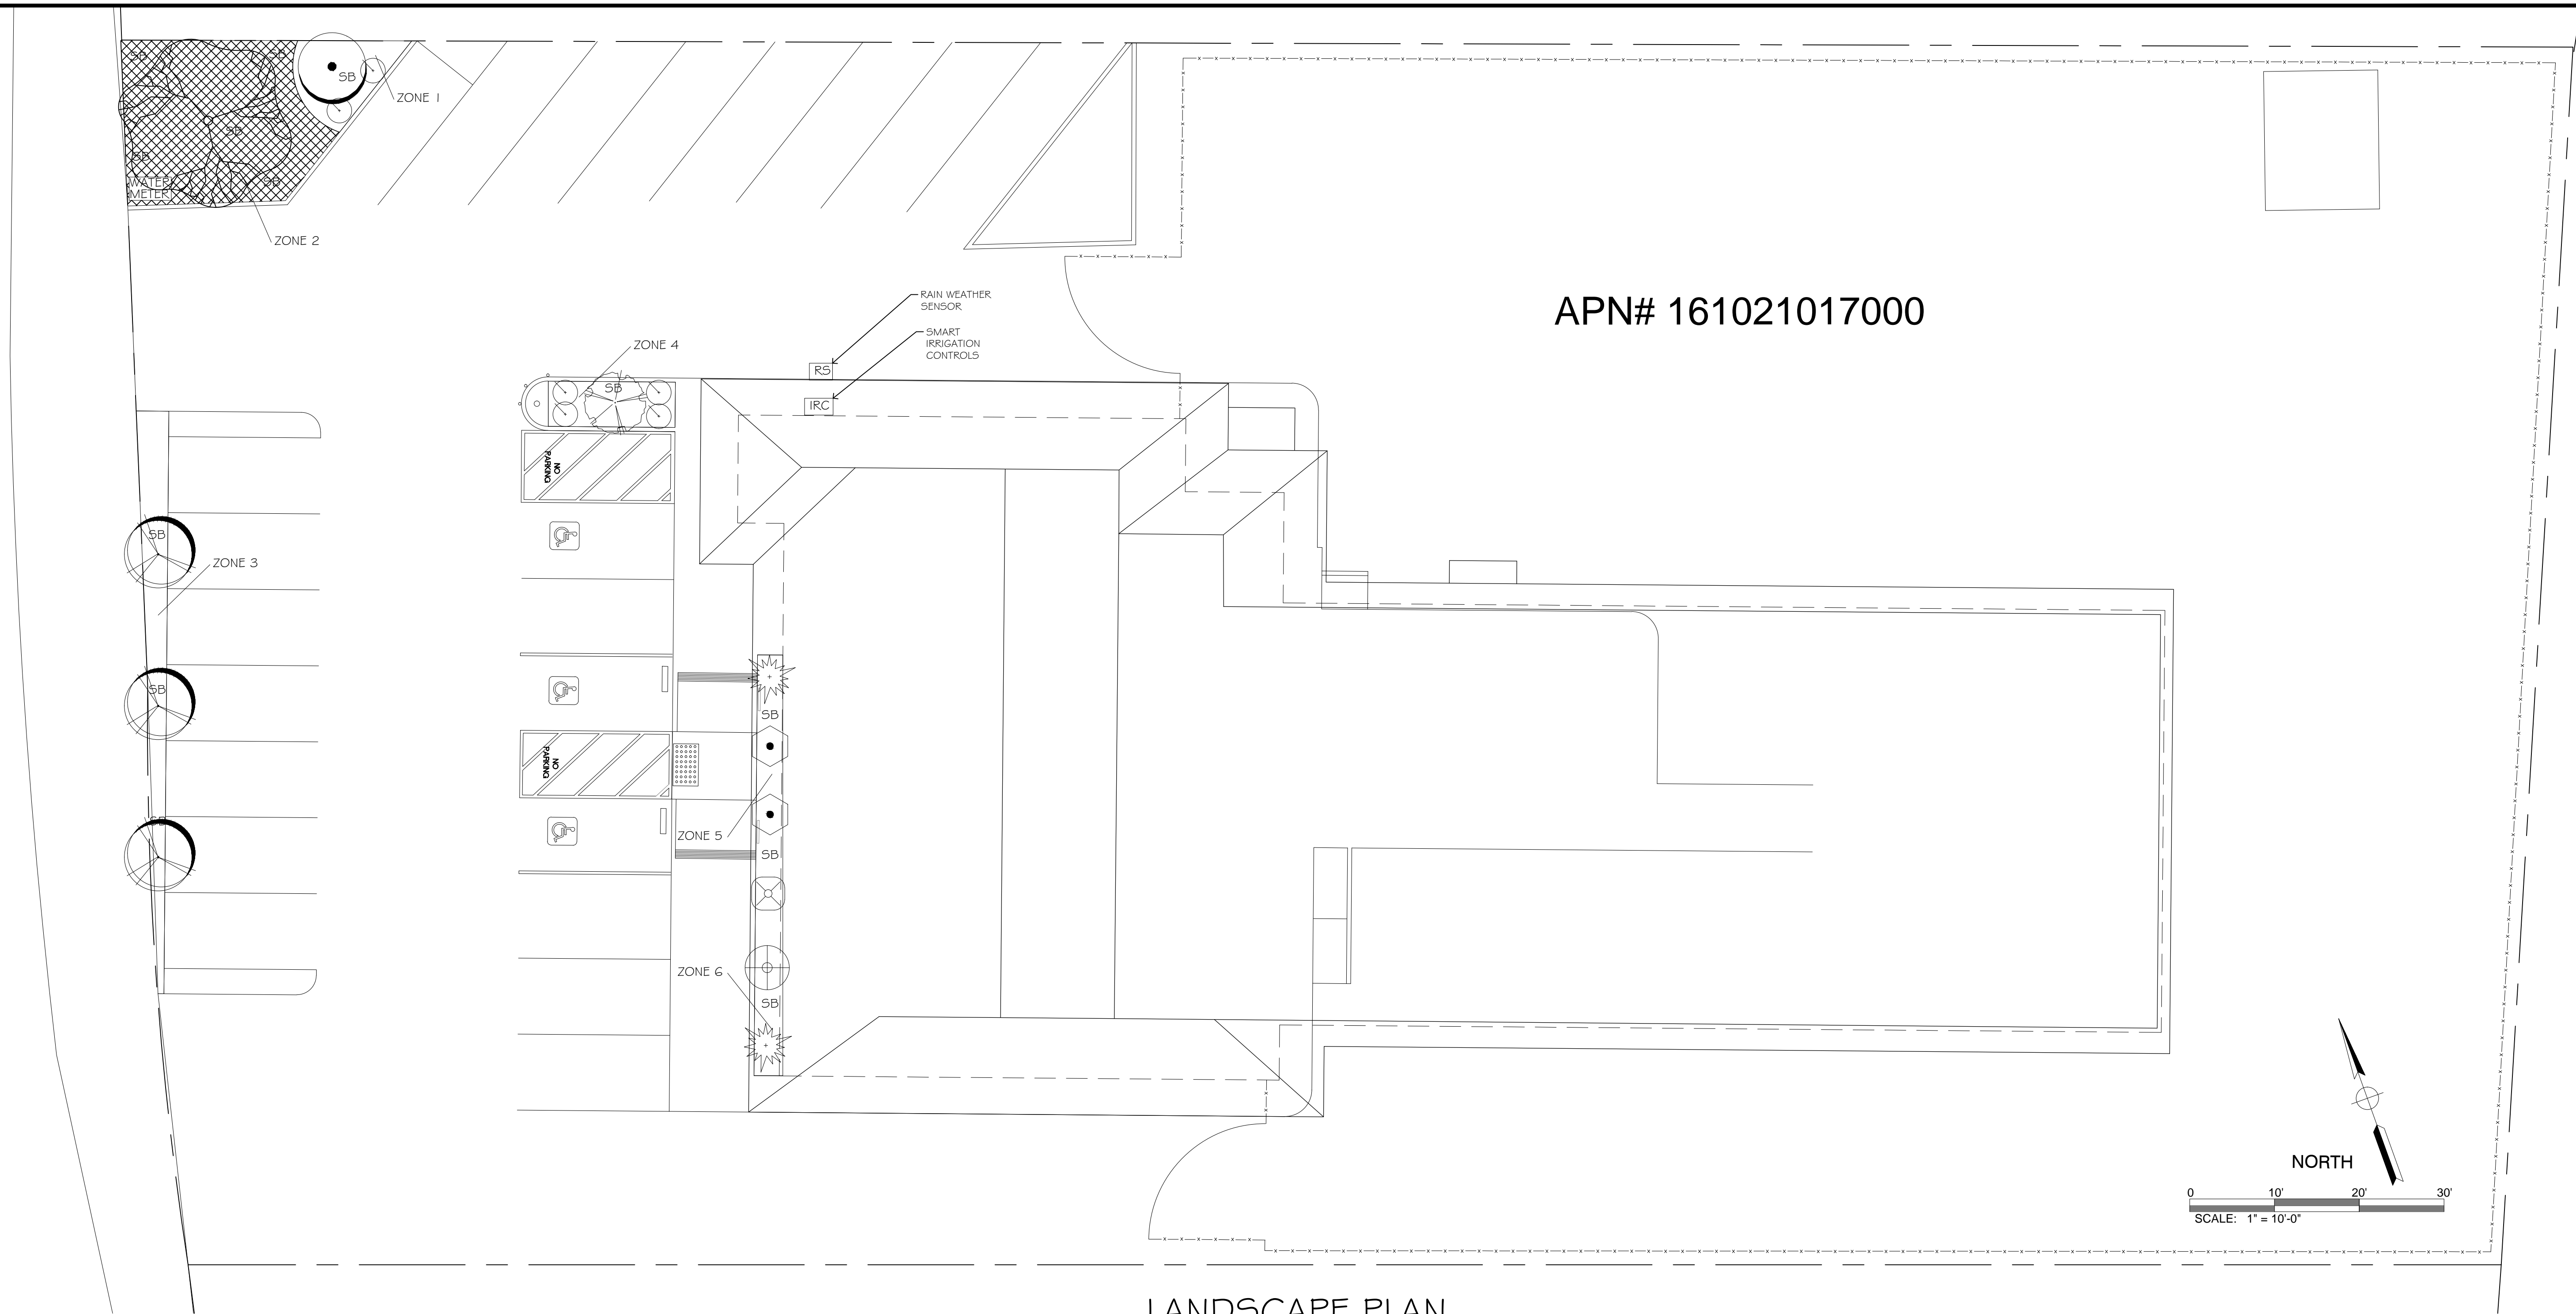 SB
SB
SB
ZONE 1
SB
SB
WATER
METER
SB
ZONE 2
RAIN WEATHER
SENSOR
APN# 161021017000
SMART
IRRIGATION
CONTROLS
ZONE 4
RS
SB
IRC
NO
PARKING
SB
ZONE 3
SB
SB
NO
PARKING
SB
ZONE 5
SB
ZONE 6
SB
NORTH
0 10' 20' 30'
SCALE: 1" = 10'-0"
LANDSCAPE PLAN